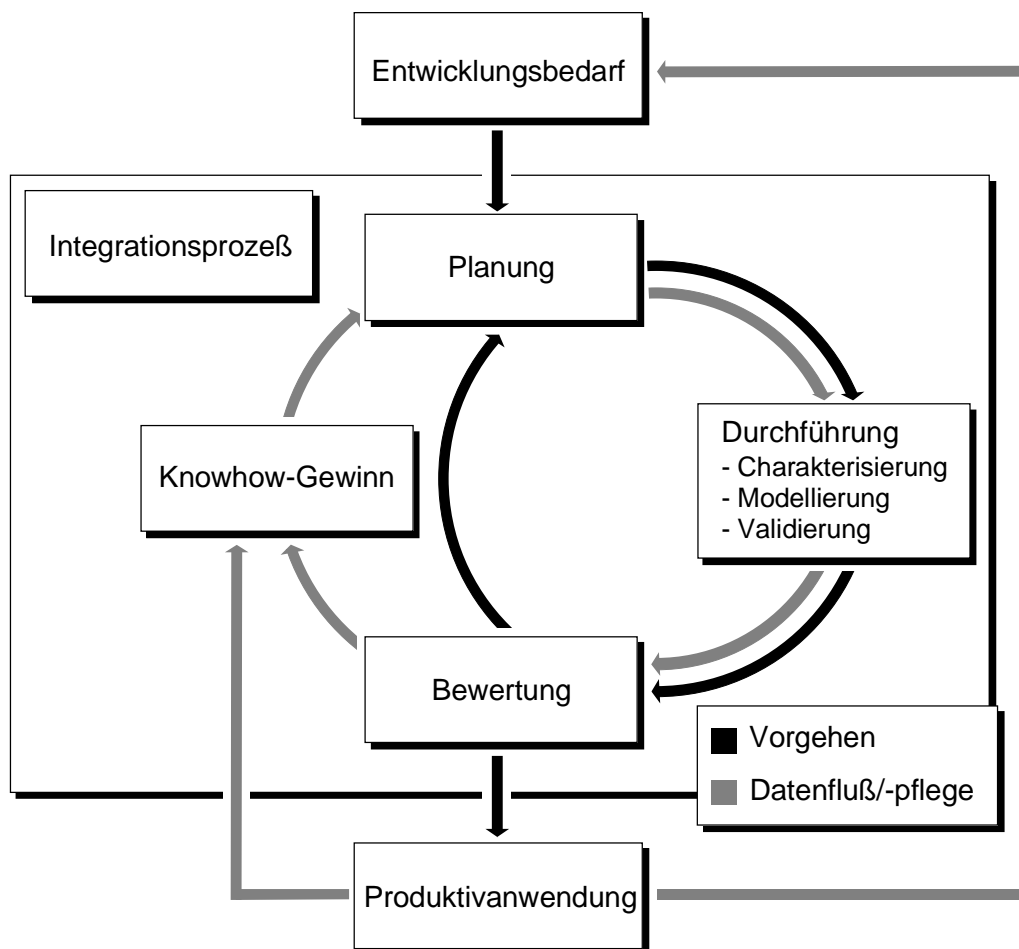 Entwicklungsbedarf
Integrationsprozeß
Planung
Durchführung
- Charakterisierung
- Modellierung
- Validierung
Knowhow-Gewinn
Bewertung
Vorgehen
Datenfluß/-pflege
Produktivanwendung